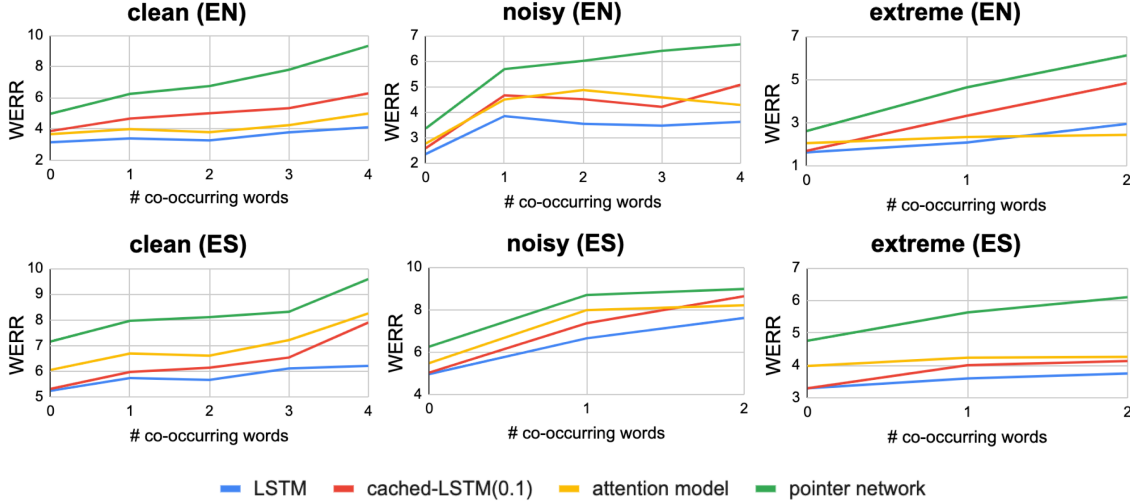 clean (EN)
WERR
10
8
6
4
2
0 1 2 3 4
# co-occurring words
noisy (EN)
WERR
7
6
5
4
3
2
0 1 2 3 4
# co-occurring words
extreme (EN)
WERR
7
5
3
1
0 1 2
# co-occurring words
clean (ES)
WERR
10
9
8
7
6
5
0 1 2 3 4
# co-occurring words
noisy (ES)
WERR
10
8
6
4
0 1 2
# co-occurring words
extreme (ES)
WERR
7
6
5
4
3
0 1 2
# co-occurring words
LSTM cached-LSTM(0.1) attention model pointer network